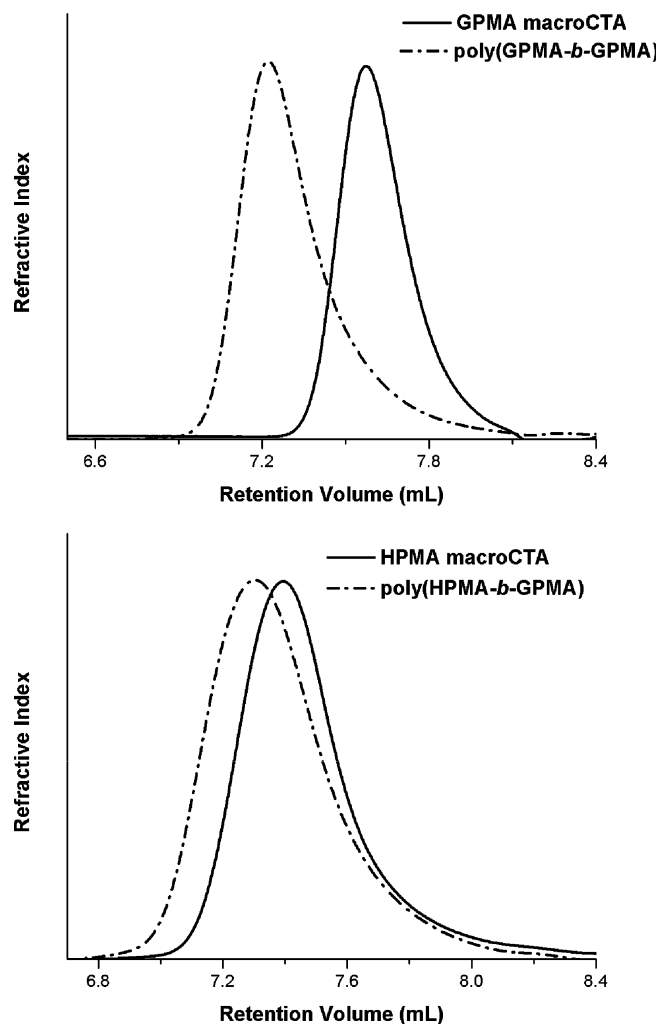 GPMA macroCTA
poly(GPMA-b-GPMA)
Refractive Index
6.6 7.2 7.8 8.4
Retention Volume (mL)
HPMA macroCTA
poly(HPMA-b-GPMA)
Refractive Index
6.8 7.2 7.6 8.0 8.4
Retention Volume (mL)